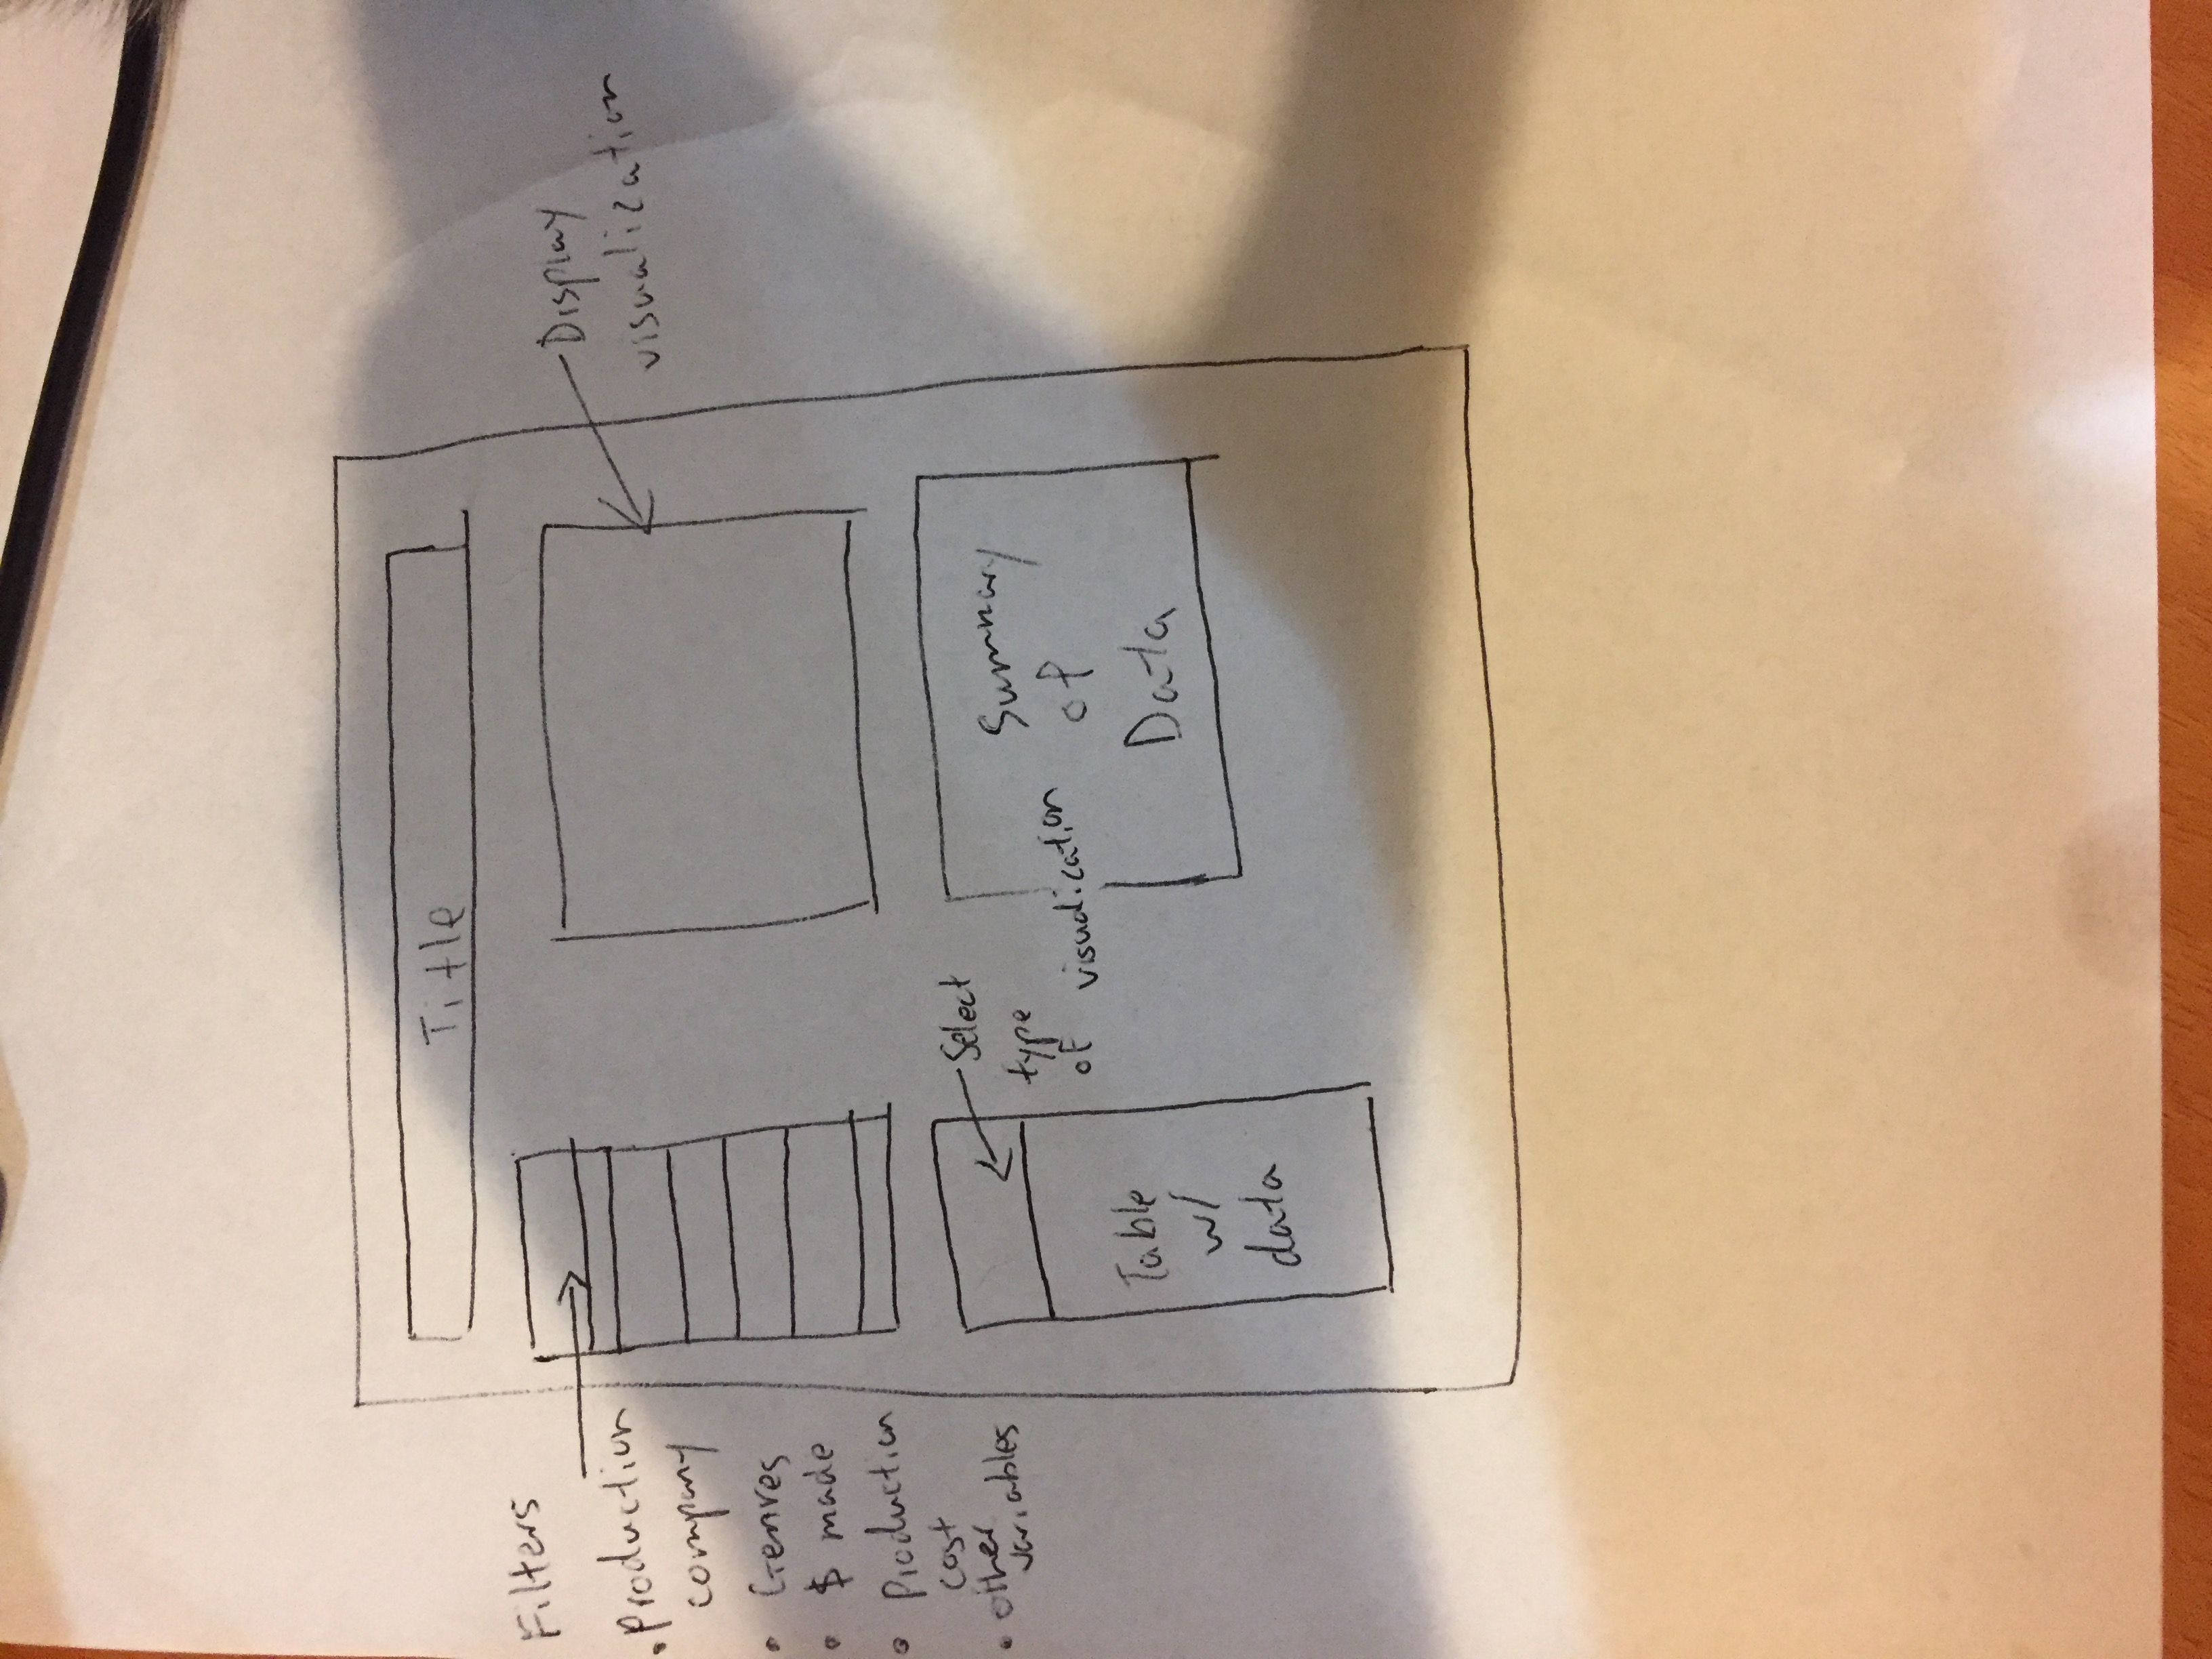 Title
Filters
• Production
company
• Genres
• $ made
• Production
cost
• other
variables
Display
visualization
Select
type
of visudication
Table
w/
data
Summary
of
Data